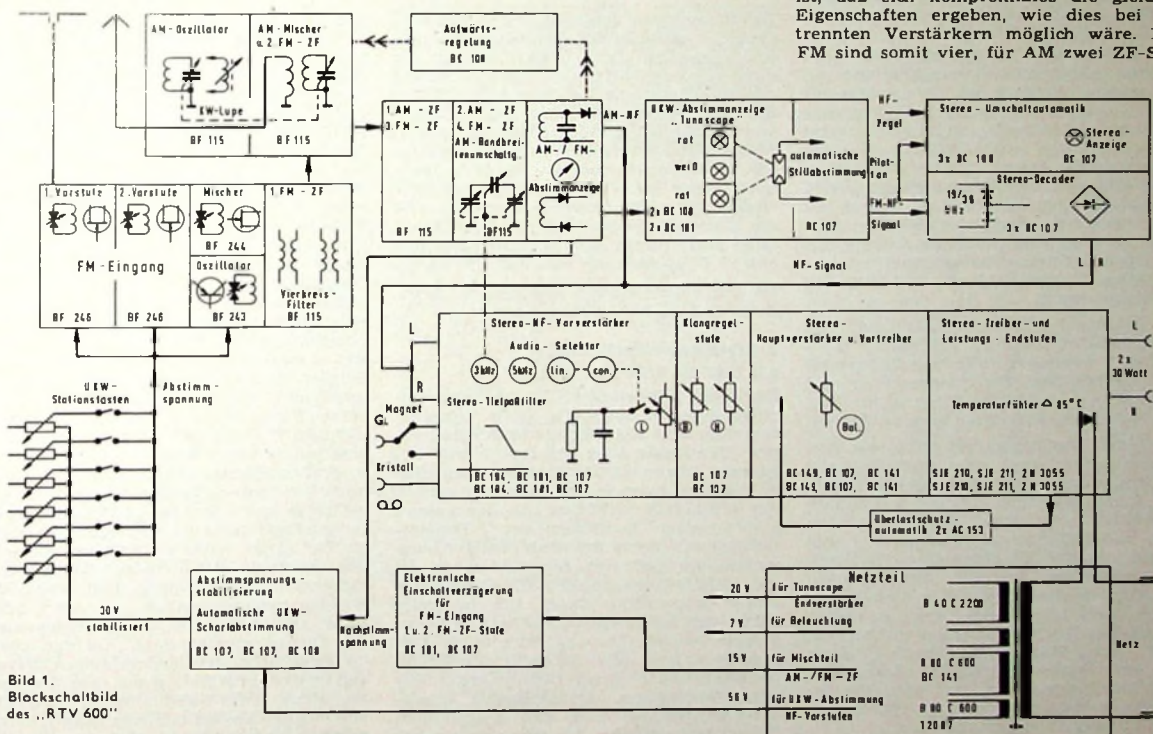 ist, daß sich kompromißlos die gleich
Eigenschaften ergeben, wie dies bei
trennten Verstärkern möglich wäre.
FM sind somit vier, für AM zwei ZF-S
AM-Oszillator
KW-Lupe
BF 115
AM-Mischer
u. 2. FM-ZF
BF 115
Aufwärts-
regelung
BC 108
1. Vorstufe
2. Vorstufe
FM-Eingang
BF 246
BF 246
Mischer
BF 244
Oszillator
BF 243
1. FM-ZF
Vierkreis-
Filter
BF 115
1. AM-ZF
3. FM-ZF
BF 115
2. AM-ZF
4. FM-ZF
AM-Bandbrei-
tenumschaltg.
BF 115
AM-/FM-
Abstimmanzeige
AM-NF
UKW-Abstimmanzeige
„Tunoscope"
rot
weiß
rot
2x BC 108
2x BC 181
automatische
Stillabstimmung
BC 107
HF-
Pegel
Pilot-
ton
FM-NF-
Signal
Stereo-Umschaltautomatik
Stereo-
Anzeige
3x BC 108
BC 107
Stereo-Decoder
19/38
kHz
3x BC 107
L R
NF-Signal
UKW-
Stationstasten
Abstimm-
spannung
L
R
Magnet
Kristall
Stereo-NF-Vorverstärker
Audio-Selektor
3 kHz
5 kHz
lin.
con.
Stereo-Tiefpaßfilter
L
BC 184, BC 181, BC 107
BC 184, BC 181, BC 107
Klangregel-
stufe
B
H
BC 107
BC 107
Stereo-
Hauptverstärker u. Vortreiber
Bal.
BC 149, BC 107, BC 141
BC 149, BC 107, BC 141
Stereo-Treiber-und
Leistungs-Endstufen
Temperaturfühler △ 85°C
SJE 210, SJE 211, 2N 3055
SJE 210, SJE 211, 2N 3055
L
2x
30 Watt
R
Überlastschutz-
automatik 2x AC 153
30 V
stabilisiert
Abstimmspannungs-
stabilisierung
Automatische UKW-
Scharfabstimmung
BC 107, BC 107, BC 108
Nachstimm-
spannung
Elektronische
Einschaltverzögerung
für
FM-Eingang
1. u. 2. FM-ZF-Stufe
BC 181, BC 107
Netzteil
20 V
für Tunoscope
Endverstärker
7 V
für Beleuchtung
15 V
für Mischteil
AM-/FM-ZF
56 V
für UKW-Abstimmung
NF-Vorstufen
B 40 C 2200
B 80 C 600
BC 141
B 80 C 600
12087
Netz
Bild 1.
Blockschaltbild
des „RTV 600"